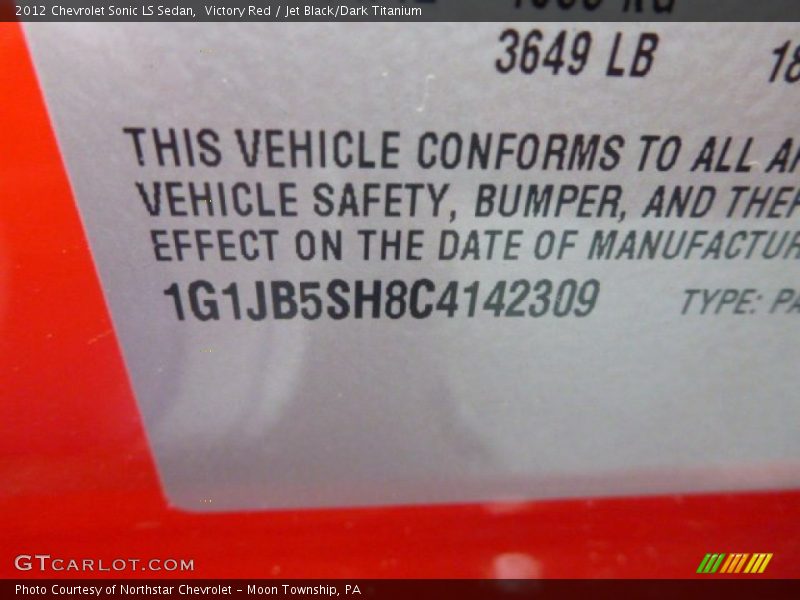 2012 Chevrolet Sonic LS Sedan, Victory Red / Jet Black/Dark Titanium
3649 LB
THIS VEHICLE CONFORMS TO ALL
VEHICLE SAFETY, BUMPER, AND
EFFECT ON THE DATE OF
1G1JB5SH8C4142309 TYPE:
GTCARLOT.COM
Photo Courtesy of Northstar Chevrolet - Moon Township, PA